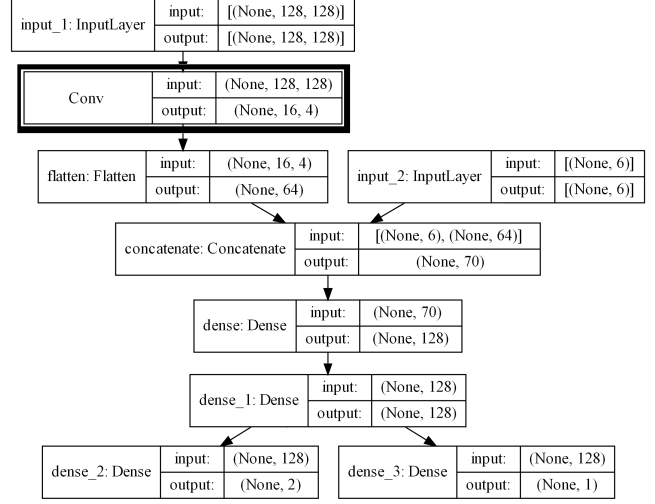 input_1: InputLayer input: [(None, 128, 128)]
output: [(None, 128, 128)]
Conv input: (None, 128, 128)
output: (None, 16, 4)
flatten: Flatten input: (None, 16, 4)
output: (None, 64)
input_2: InputLayer input: [(None, 6)]
output: [(None, 6)]
concatenate: Concatenate input: [(None, 6), (None, 64)]
output: (None, 70)
dense: Dense input: (None, 70)
output: (None, 128)
dense_1: Dense input: (None, 128)
output: (None, 128)
dense_2: Dense input: (None, 128)
output: (None, 2)
dense_3: Dense input: (None, 128)
output: (None, 1)